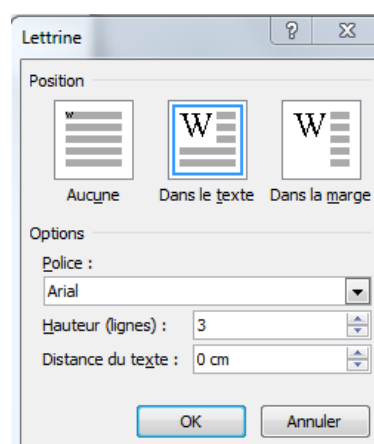 Lettrine
Position
W W W
Aucune Dans le texte Dans la marge
Options
Police :
Arial
Hauteur (lignes) : 3
Distance du texte : 0 cm
OK Annuler